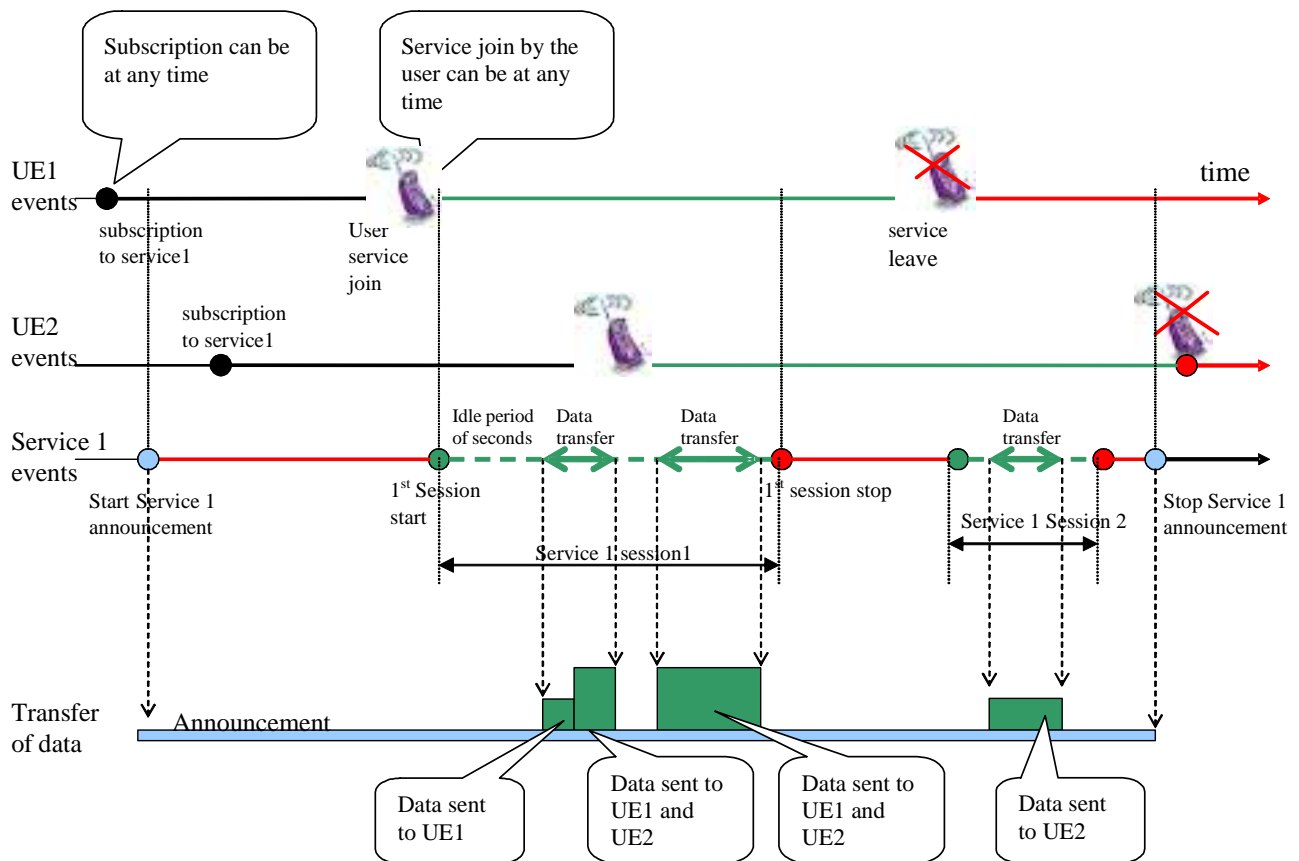 Subscription can be
at any time
Service join by the
user can be at any
time
UE1
events
time
subscription
to service1
User
service
join
service
leave
UE2
events
subscription
to service1
Service 1
events
Idle period
of seconds
Data
transfer
Data
transfer
Data
transfer
Start Service 1
announcement
1st Session
start
1st session stop
Service 1 Session 2
Stop Service 1
announcement
Service 1 session1
Transfer
of data
Announcement
Data sent
to UE1
Data sent to
UE1 and
UE2
Data sent to
UE1 and
UE2
Data sent
to UE2